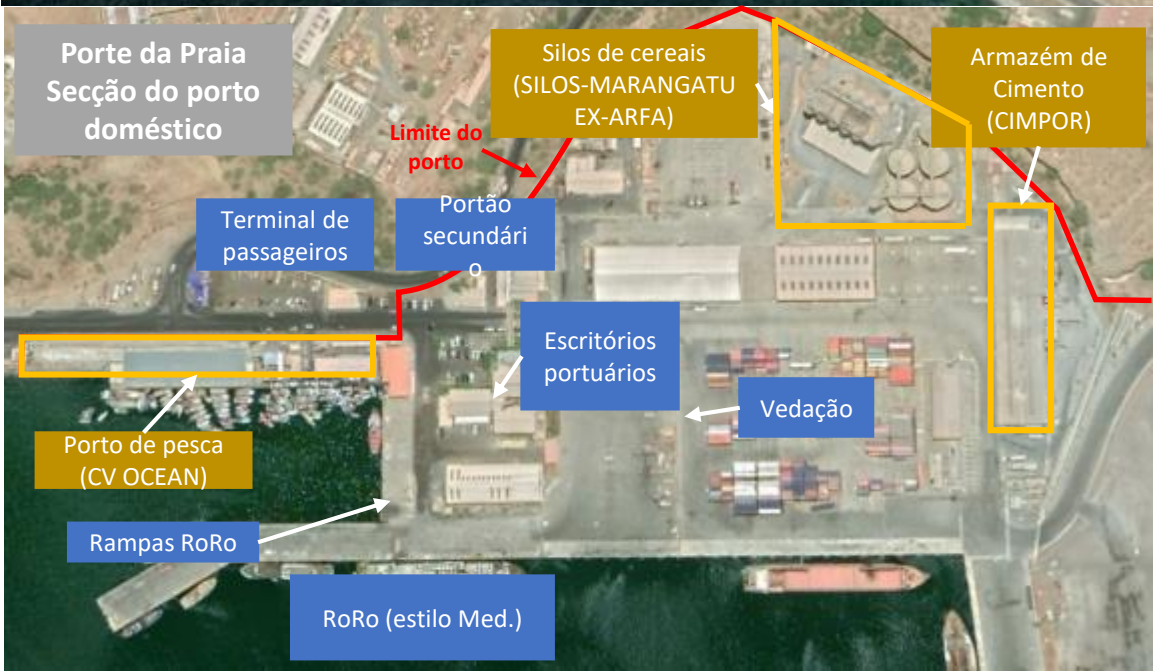 Porte da Praia
Secção do porto
doméstico
Silos de cereais
(SILOS-MARANGATU
EX-ARFA)
Armazém de
Cimento
(CIMPOR)
Limite do
porto
Terminal de
passageiros
Portão
secundári
o
Escritórios
portuários
Vedação
Porto de pesca
(CV OCEAN)
Rampas RoRo
RoRo (estilo Med.)